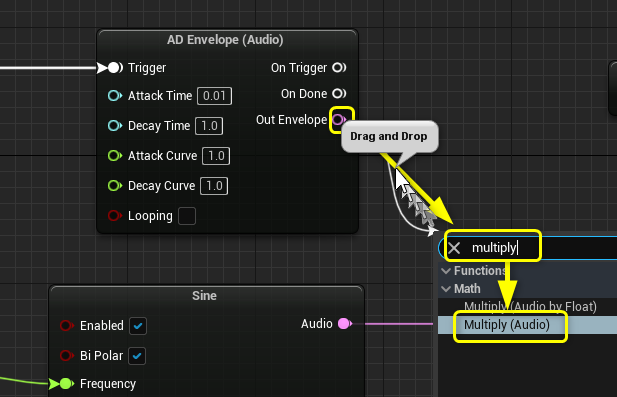 AD Envelope (Audio)
Trigger
On Trigger
Attack Time 0.01
On Done
Decay Time 1.0
Out Envelope
Drag and Drop
Attack Curve 1.0
Decay Curve 1.0
Looping
multiply
Functions
Math
Multiply (Audio by Float)
Multiply (Audio)
Sine
Enabled
Audio
Bi Polar
Frequency